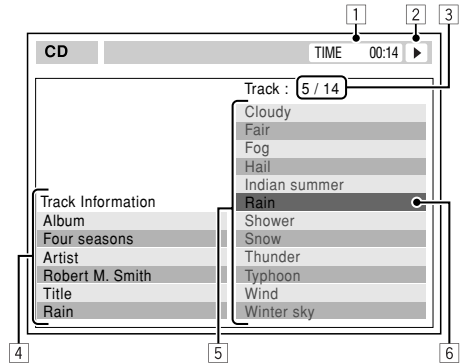 1 2 3
CD
TIME 00:14
Track : 5 / 14
Cloudy
Fair
Fog
Hail
Indian summer
Rain
Shower
Snow
Thunder
Typhoon
Wind
Winter sky
Track Information
Album
Four seasons
Artist
Robert M. Smith
Title
Rain
4 5 6